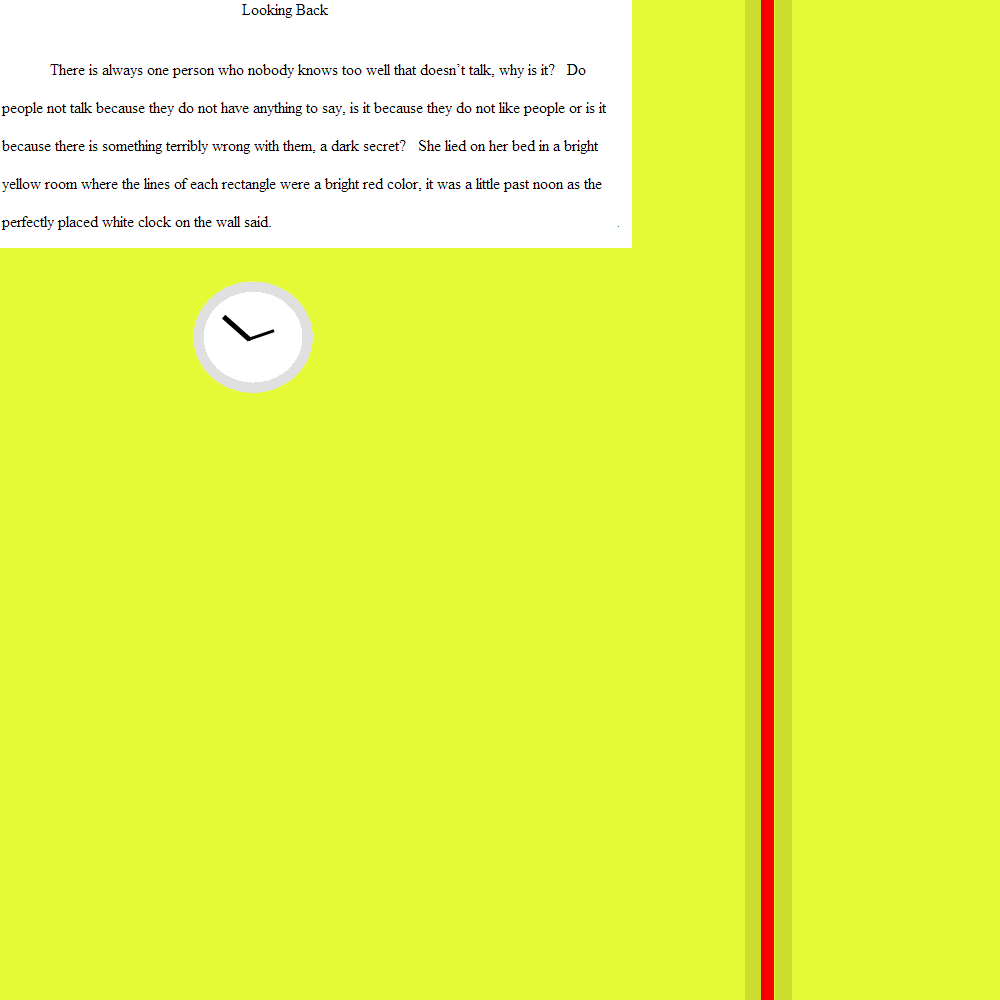 Looking Back
There is always one person who nobody knows too well that doesn’t talk, why is it?   Do
people not talk because they do not have anything to say, is it because they do not like people or is it
because there is something terribly wrong with them, a dark secret?   She lied on her bed in a bright
yellow room where the lines of each rectangle were a bright red color, it was a little past noon as the
perfectly placed white clock on the wall said.